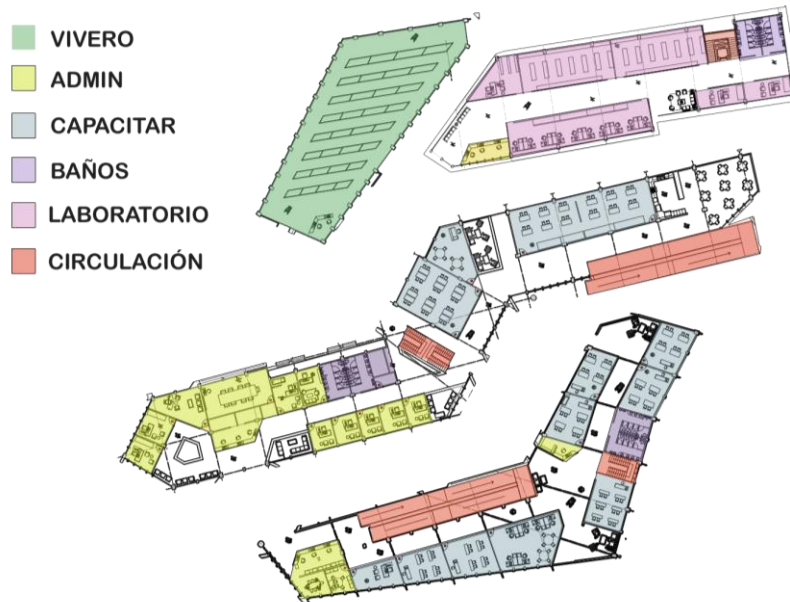 VIVERO
ADMIN
CAPACITAR
BAÑOS
LABORATORIO
CIRCULACIÓN